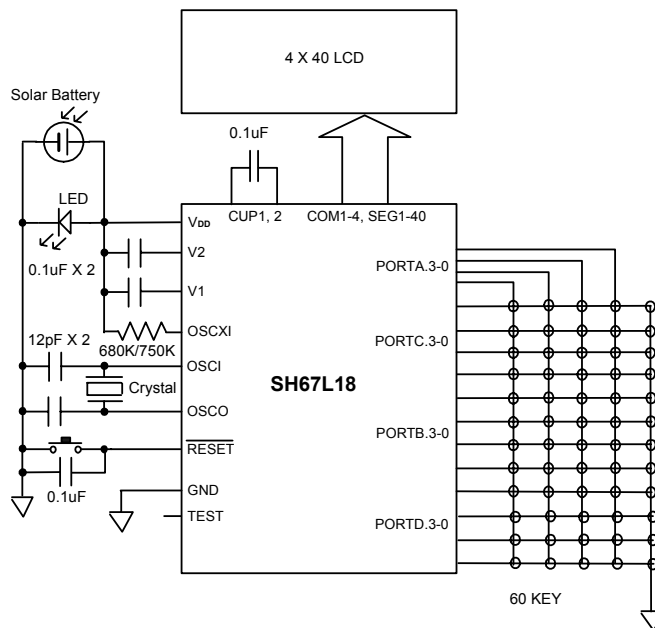 4 X 40 LCD
Solar Battery
0.1uF
LED
CUP1, 2
COM1-4, SEG1-40
VDD
V2
0.1uF X 2
PORTA.3-0
V1
OSCXI
12pF X 2
680K/750K
PORTC.3-0
OSCI
Crystal
SH67L18
OSCO
PORTB.3-0
RESET
0.1uF
GND
TEST
PORTD.3-0
60 KEY